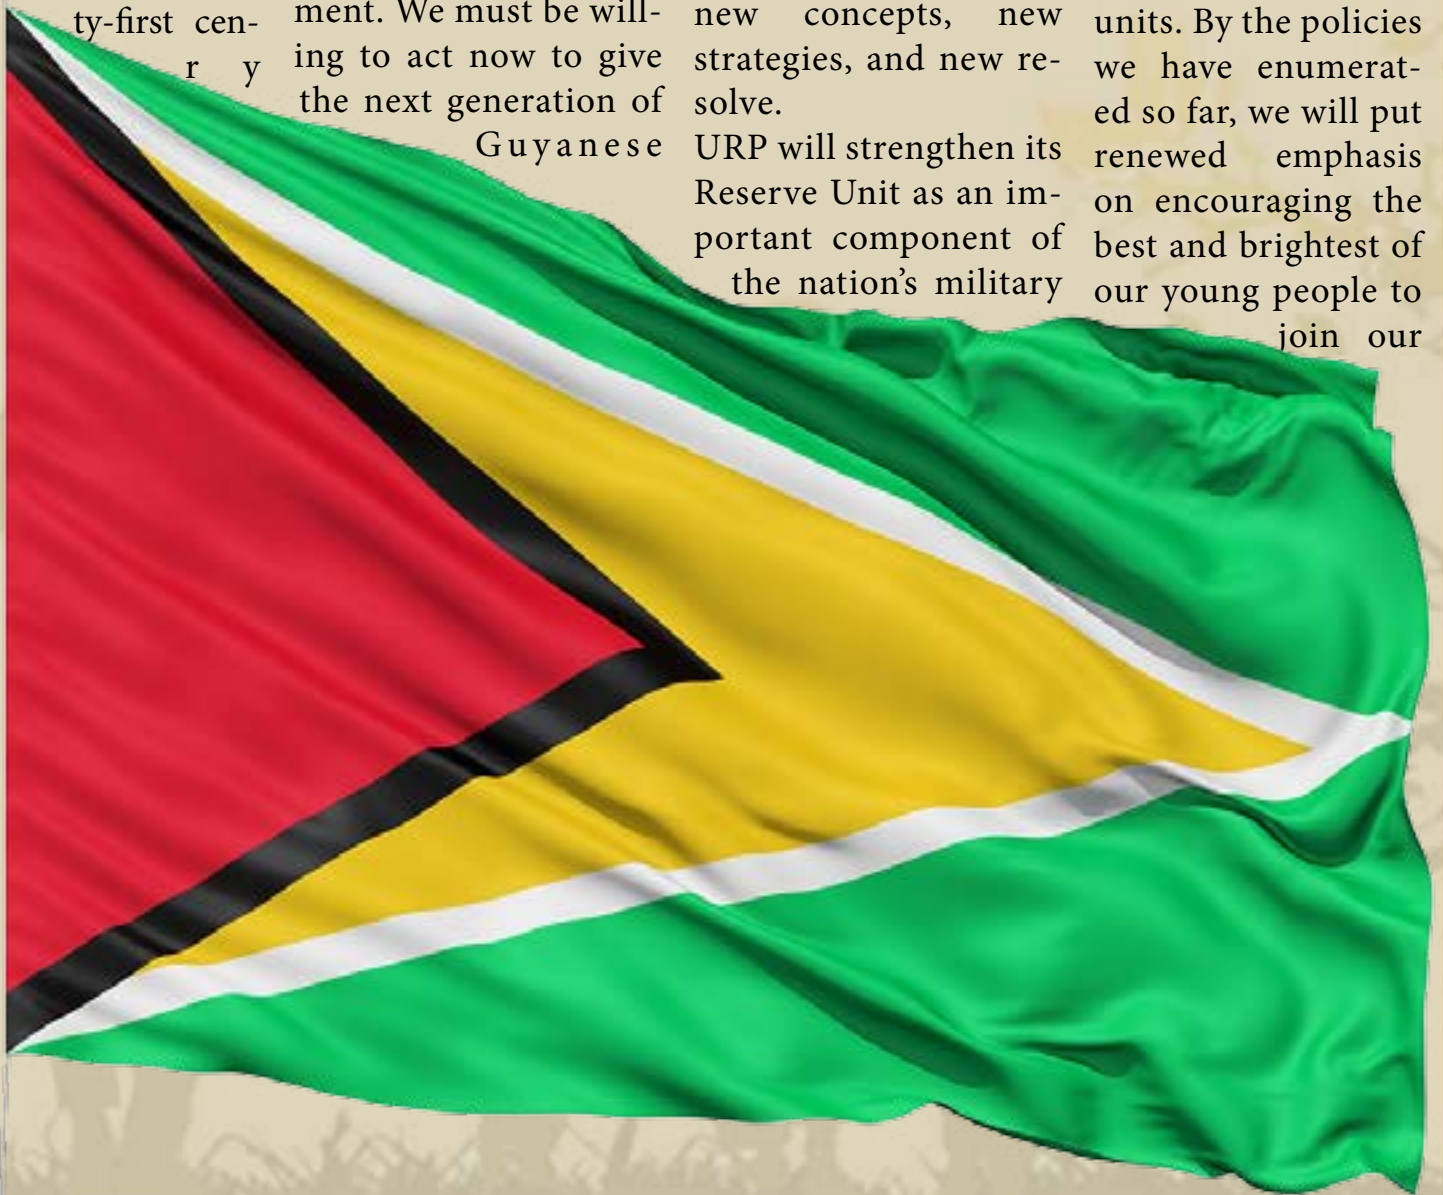 ty-first cen-
r y
ment. We must be will-
ing to act now to give
the next generation of
Guyanese
new concepts, new
strategies, and new re-
solve.
URP will strengthen its
Reserve Unit as an im-
portant component of
the nation’s military
units. By the policies
we have enumerat-
ed so far, we will put
renewed emphasis
on encouraging the
best and brightest of
our young people to
join our